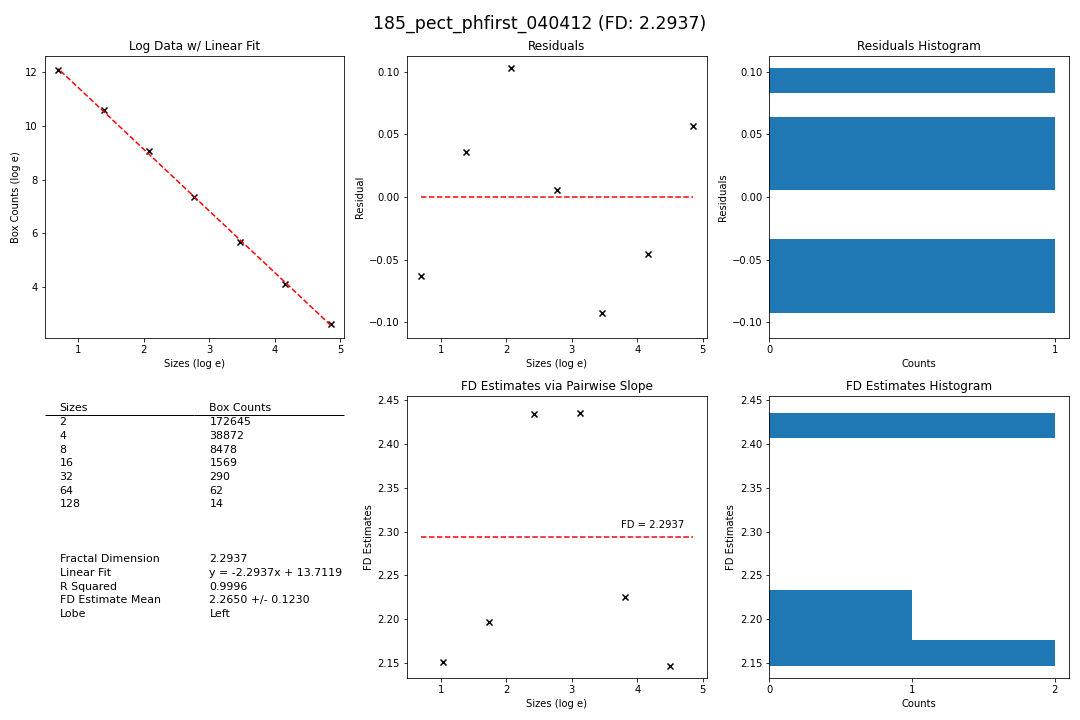 185_pect_phfirst_040412 (FD: 2.2937)
Log Data w/ Linear Fit
Box Counts (log e)
12
10
8
6
4
1 2 3 4 5
Sizes (log e)
Residuals
Residual
0.10
0.05
0.00
−0.05
−0.10
1 2 3 4 5
Sizes (log e)
Residuals Histogram
Residuals
0.10
0.05
0.00
−0.05
−0.10
0 1
Counts
Sizes Box Counts
2 172645
4 38872
8 8478
16 1569
32 290
64 62
128 14
Fractal Dimension 2.2937
Linear Fit y = -2.2937x + 13.7119
R Squared 0.9996
FD Estimate Mean 2.2650 +/- 0.1230
Lobe Left
FD Estimates via Pairwise Slope
FD Estimates
2.45
2.40
2.35
2.30
2.25
2.20
2.15
FD = 2.2937
1 2 3 4 5
Sizes (log e)
FD Estimates Histogram
FD Estimates
2.45
2.40
2.35
2.30
2.25
2.20
2.15
0 1 2
Counts